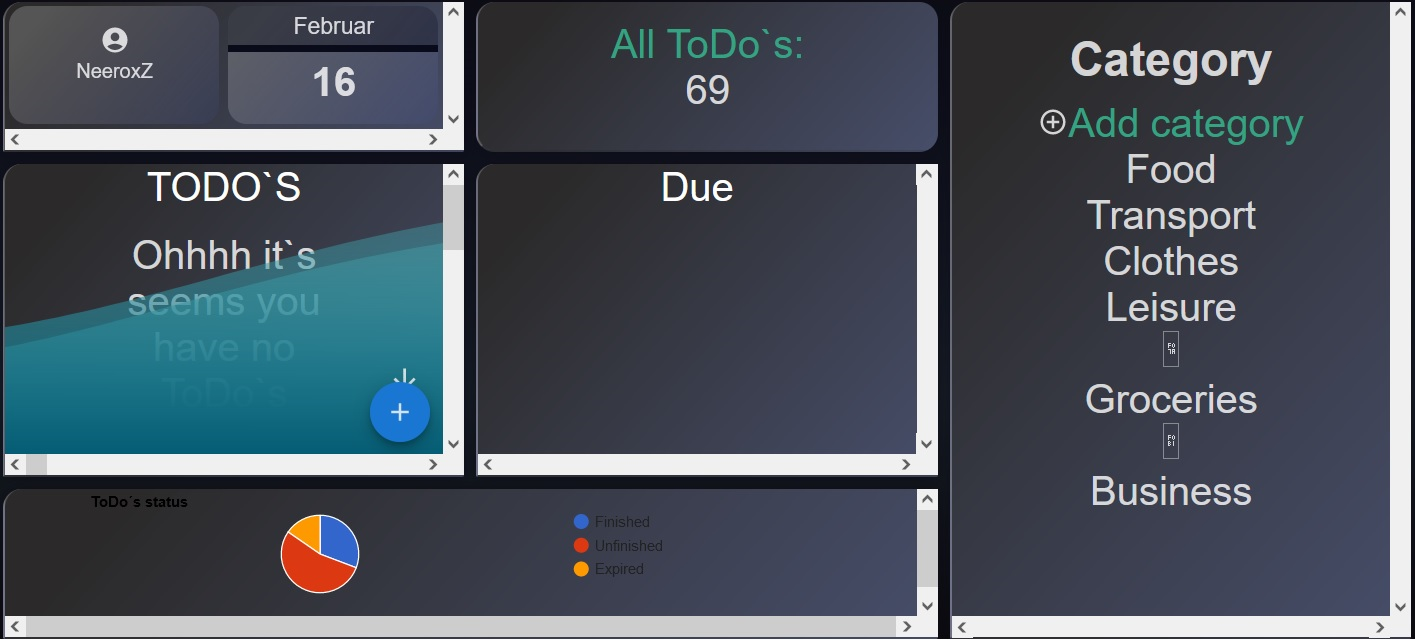 NeeroxZ
Februar
16
All ToDo`s:
69
TODO`S
Ohhhh it`s
seems you
have no
ToDo`s
Due
ToDo´s status
Finished
Unfinished
Expired
Category
Add category
Food
Transport
Clothes
Leisure
Groceries
Business